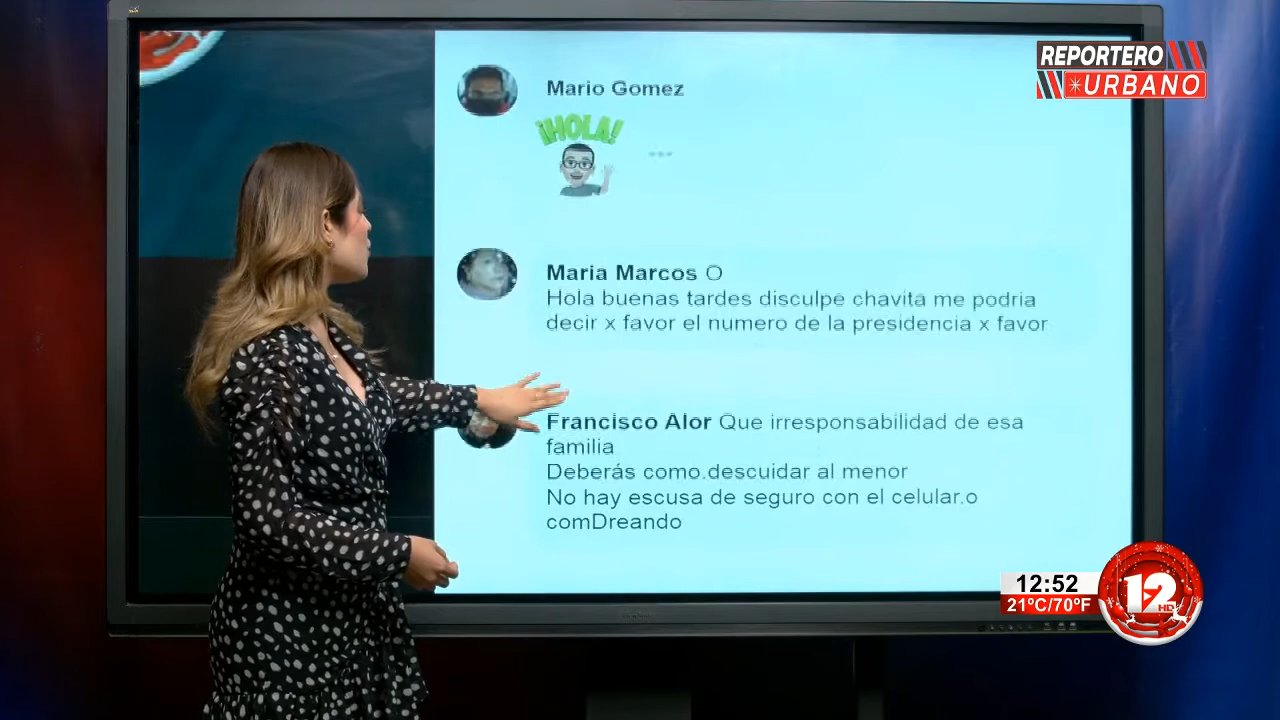 REPORTERO
URBANO
Mario Gomez
¡HOLA!
Maria Marcos O
Hola buenas tardes disculpe chavita me podria
decir x favor el numero de la presidencia x favor
Francisco Alor Que irresponsabilidad de esa
familia
Deberás como.descuidar al menor
No hay escusa de seguro con el celular.o
comDreando
12:52
21°C/70°F
12
HD